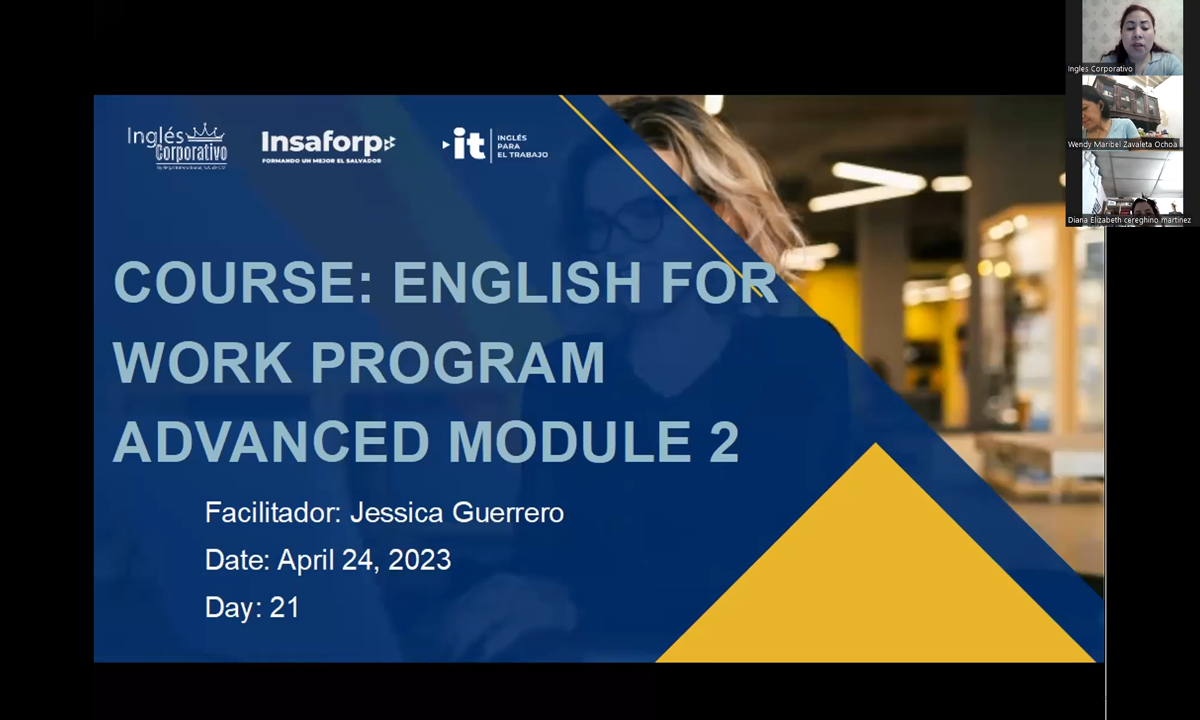 Inglés
Corporativo
Insaforp
FORMANDO UN MEJOR EL SALVADOR
it
INGLÉS
PARA
EL TRABAJO
COURSE: ENGLISH FOR
WORK PROGRAM
ADVANCED MODULE 2
Facilitador: Jessica Guerrero
Date: April 24, 2023
Day: 21
Ingles Corporativo
Wendy Maribel Zavaleta Ochoa
Diana Elizabeth cereghino martinez